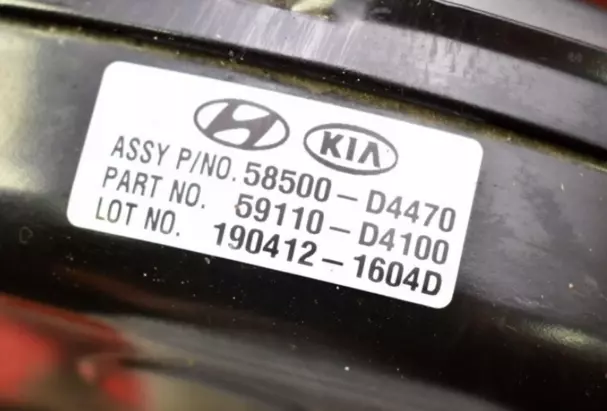 KIA
ASSY P/NO. 58500-D4470
PART NO. 59110-D4100
LOT NO. 190412-1604D